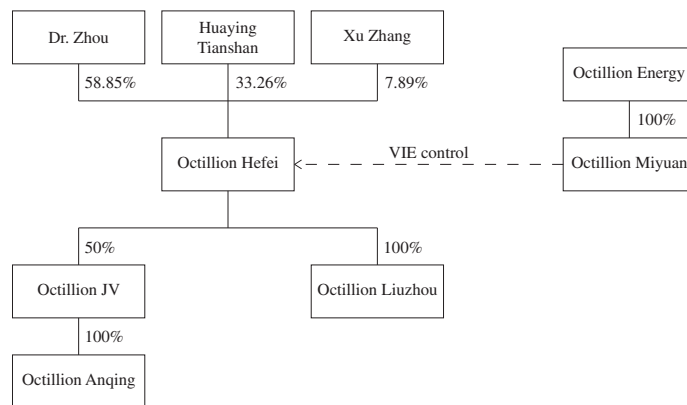 Dr. Zhou
Huaying
Tianshan
Xu Zhang
Octillion Energy
58.85%
33.26%
7.89%
100%
Octillion Hefei
VIE control
Octillion Miyuan
50%
100%
Octillion JV
Octillion Liuzhou
100%
Octillion Anqing